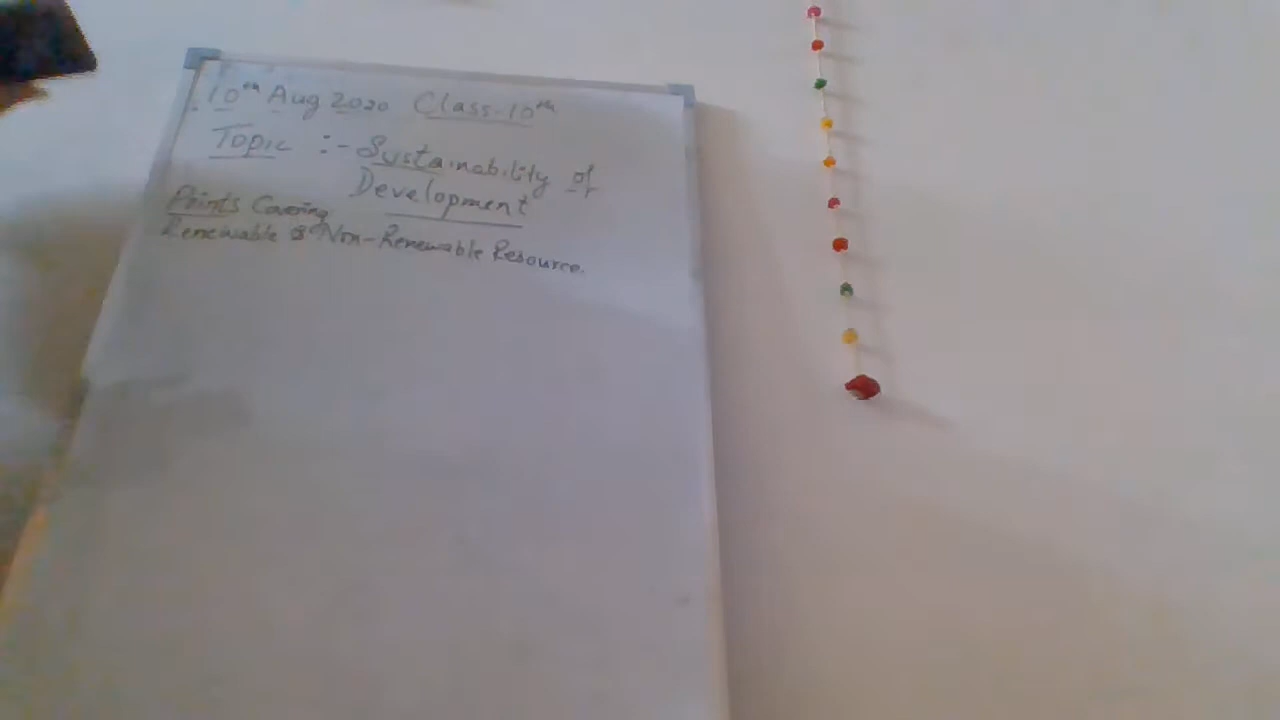 10th Aug 2020 Class-10th
Topic :- Sustainability of
Development
Points Covering
Renewable & Non-Renewable Resource.